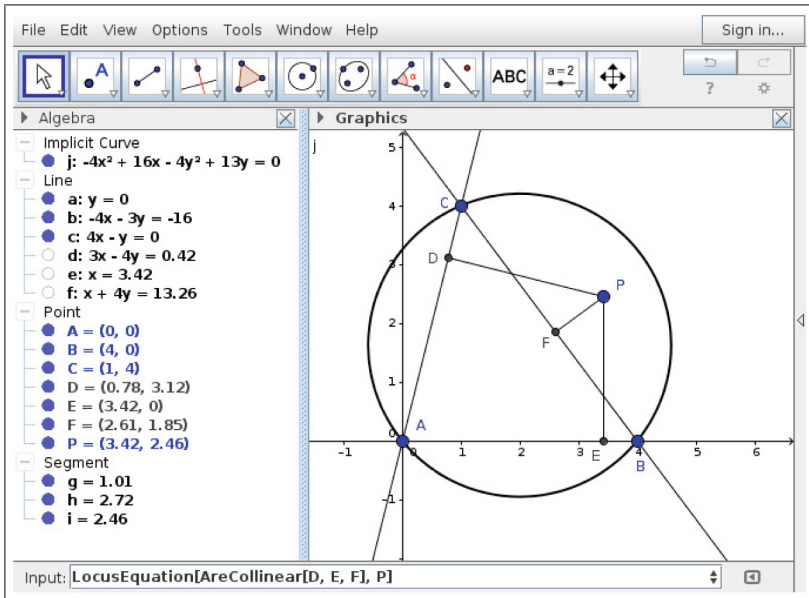 File Edit View Options Tools Window Help Sign in...
A α ABC a=2 ?
Algebra
Graphics
Implicit Curve
j: -4x² + 16x - 4y² + 13y = 0
Line
a: y = 0
b: -4x - 3y = -16
c: 4x - y = 0
d: 3x - 4y = 0.42
e: x = 3.42
f: x + 4y = 13.26
Point
A = (0, 0)
B = (4, 0)
C = (1, 4)
D = (0.78, 3.12)
E = (3.42, 0)
F = (2.61, 1.85)
P = (3.42, 2.46)
Segment
g = 1.01
h = 2.72
i = 2.46
j
5
C
4
D
3
P
2
F
1
0
A
-1 0 1 2 3 4 5 6
E
B
-1
Input: LocusEquation[AreCollinear[D, E, F], P]